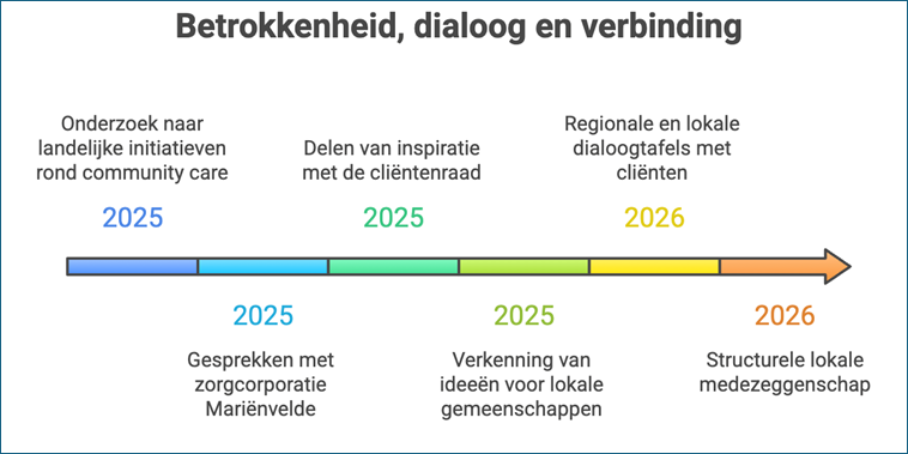 Betrokkenheid, dialoog en verbinding
Onderzoek naar
landelijke initiatieven
rond community care
2025
Delen van inspiratie
met de cliëntenraad
2025
Regionale en lokale
dialoogtafels met
cliënten
2026
2025
Gesprekken met
zorgcorporatie
Mariënvelde
2025
Verkenning van
ideeën voor lokale
gemeenschappen
2026
Structurele lokale
medezeggenschap